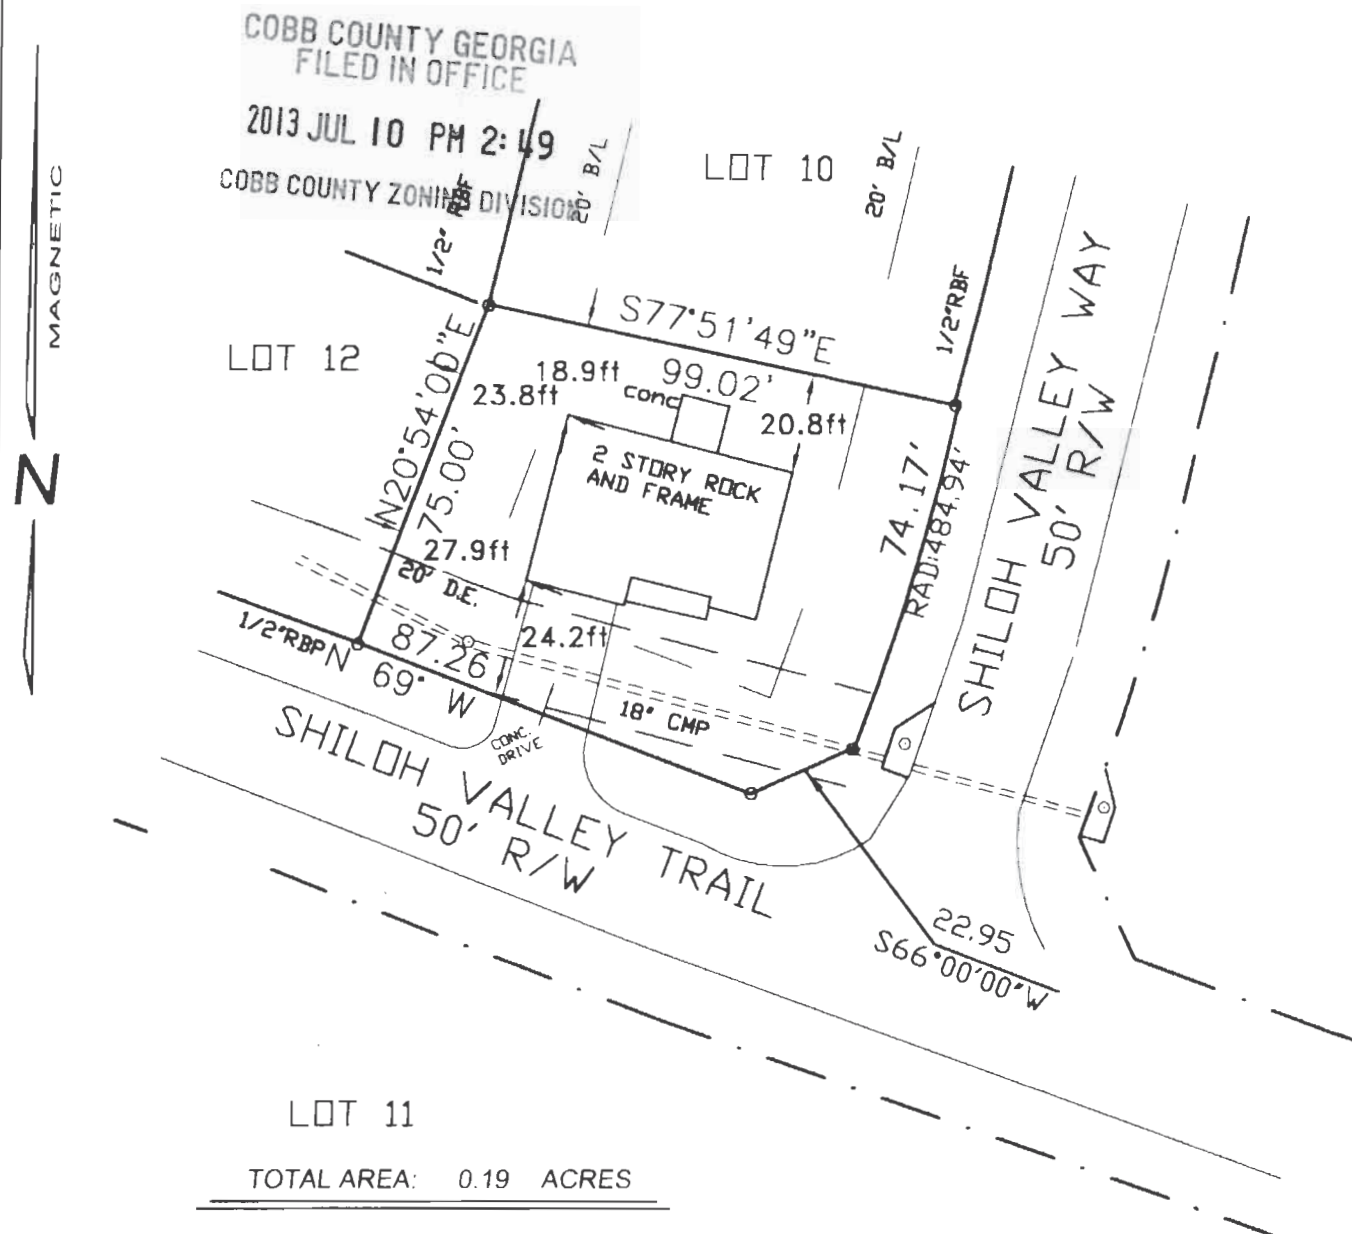 COBB COUNTY GEORGIA
FILED IN OFFICE
2013 JUL 10 PM 2:49
COBB COUNTY ZONING DIVISION
MAGNETIC
N
1/2" RBF
20' B/L
20' B/L
LOT 10
20' B/L
1/2"RBF
LOT 12
S77°51'49"E
99.02'
N20°54'00"E
75.00'
23.8ft
18.9ft
conc
20.8ft
2 STORY ROCK
AND FRAME
74.17'
RAD:484.94'
SHILOH VALLEY WAY
50' R/W
27.9ft
20' D.E.
24.2ft
1/2"RBP
N 69° W
87.26
18" CMP
CONC.
DRIVE
SHILOH VALLEY TRAIL
50' R/W
22.95
S66°00'00"W
LOT 11
TOTAL AREA: 0.19 ACRES